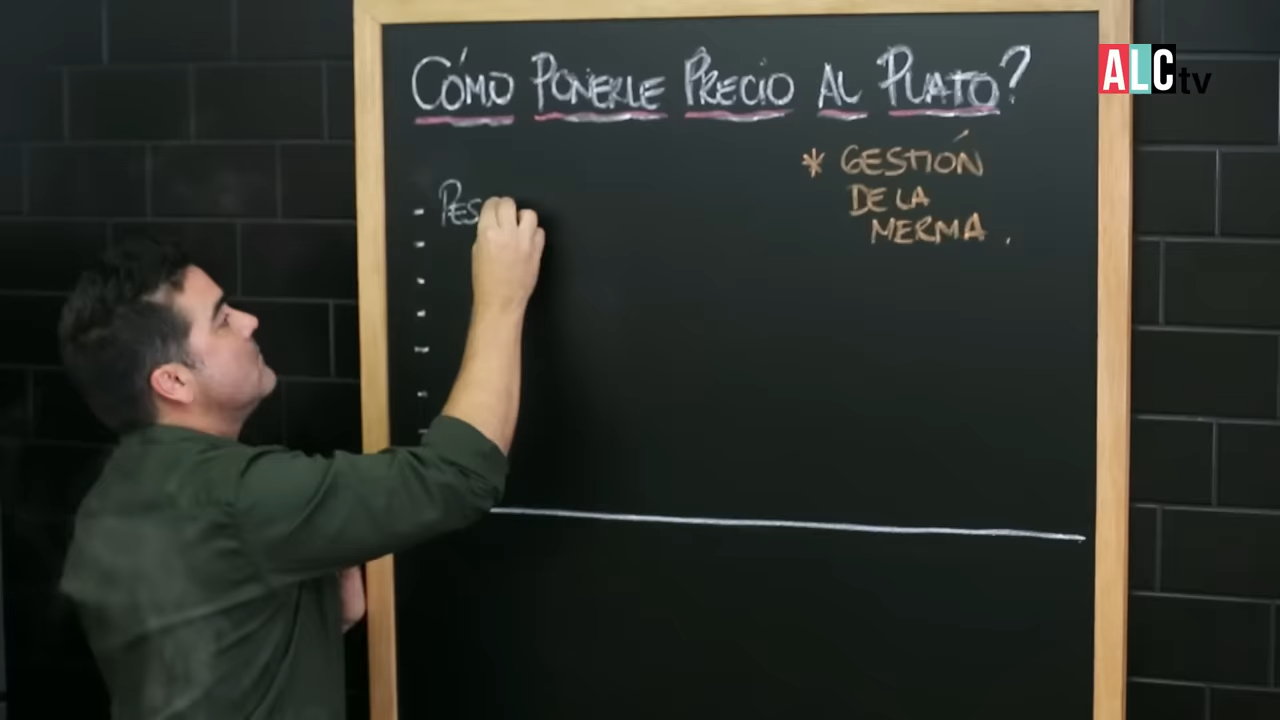 CÓMO PONERLE PRECIO AL PLATO?
ALCtv
* GESTIÓN
DE LA
MERMA.
- PES